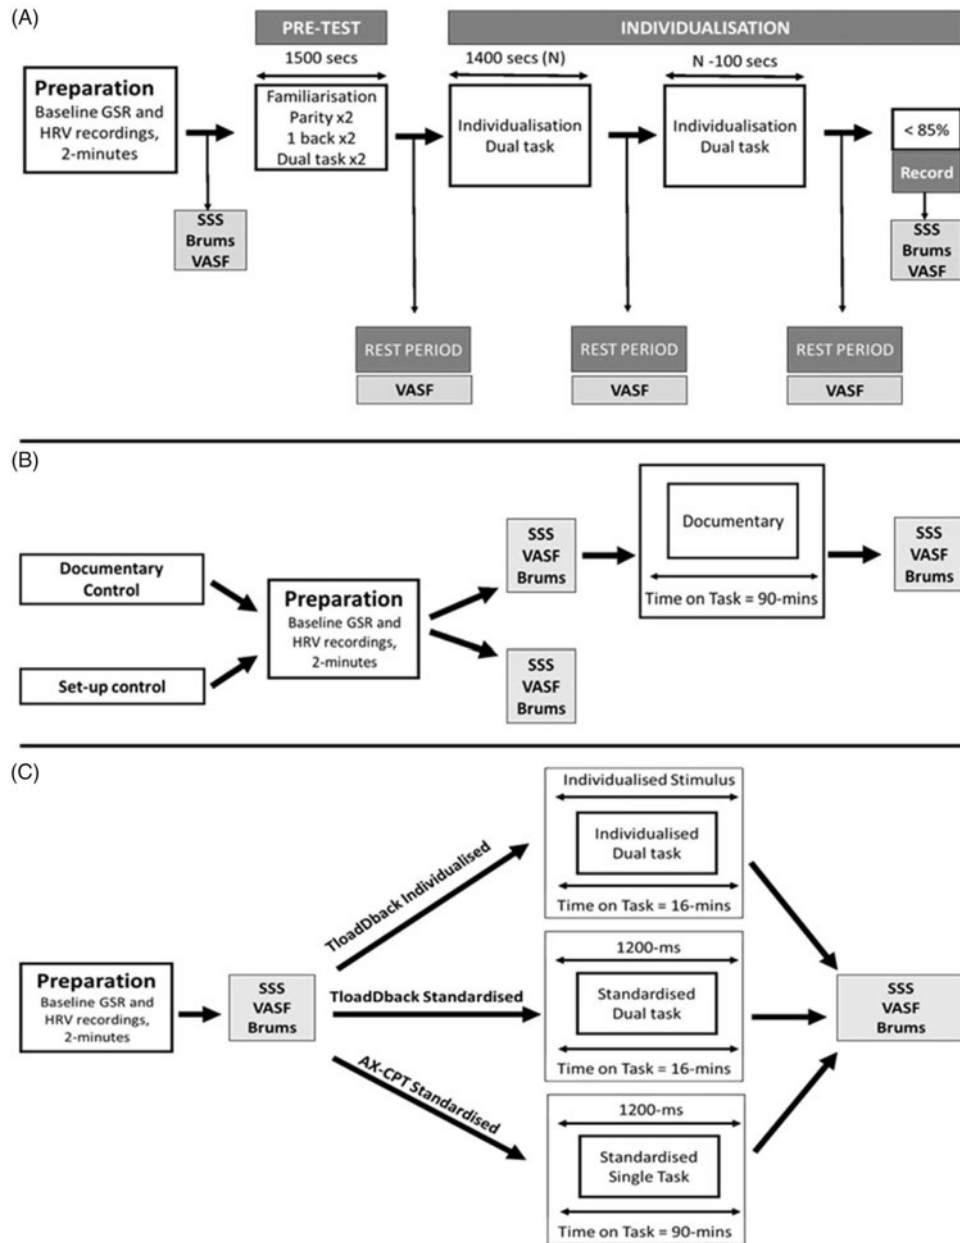 (A)
PRE-TEST
INDIVIDUALISATION
1500 secs
1400 secs (N)
N -100 secs
Preparation
Baseline GSR and
HRV recordings,
2-minutes
Familiarisation
Parity x2
1 back x2
Dual task x2
Individualisation
Dual task
Individualisation
Dual task
< 85%
Record
SSS
Brums
VASF
SSS
Brums
VASF
REST PERIOD
VASF
REST PERIOD
VASF
REST PERIOD
VASF
(B)
Documentary
Control
Set-up control
Preparation
Baseline GSR and
HRV recordings,
2-minutes
SSS
VASF
Brums
SSS
VASF
Brums
Documentary
Time on Task = 90-mins
SSS
VASF
Brums
(C)
Preparation
Baseline GSR and
HRV recordings,
2-minutes
SSS
VASF
Brums
TloadDback Individualised
TloadDback Standardised
AX-CPT Standardised
Individualised Stimulus
Individualised
Dual task
Time on Task = 16-mins
1200-ms
Standardised
Dual task
Time on Task = 16-mins
1200-ms
Standardised
Single Task
Time on Task = 90-mins
SSS
VASF
Brums